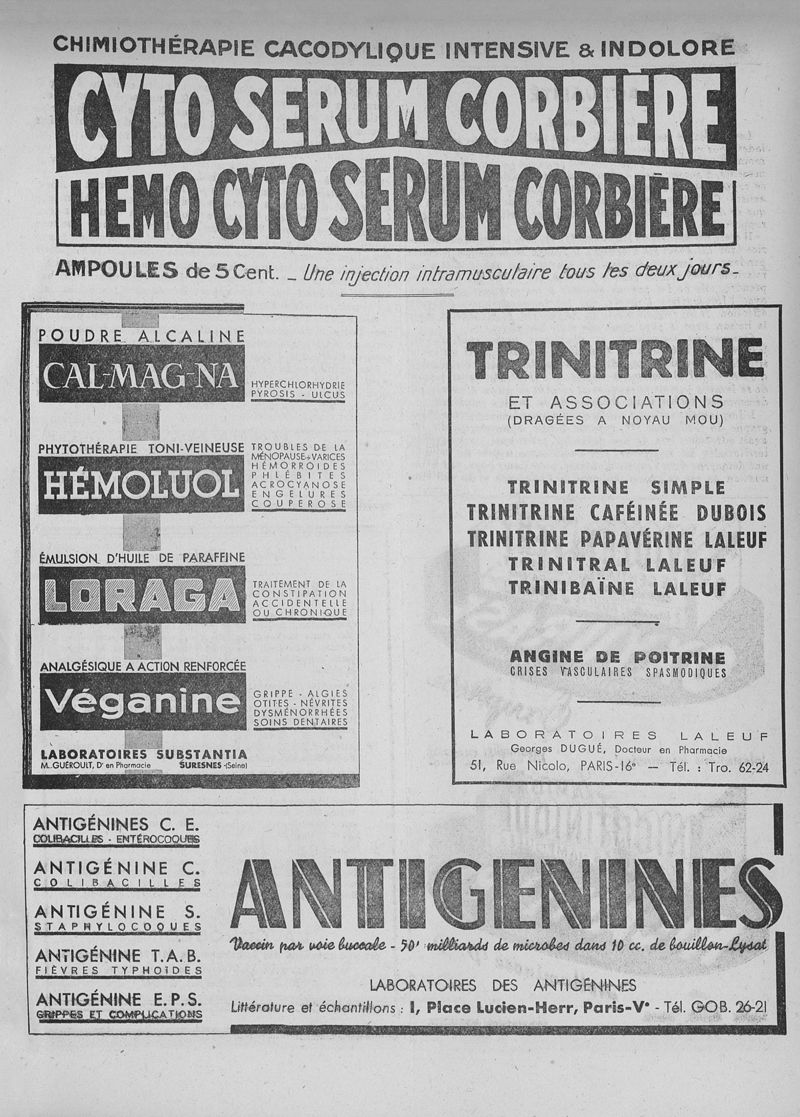 CHIMIOTHÉRAPIE CACODYLIQUE INTENSIVE & INDOLORE
CYTO SERUM CORBIÈRE
HEMO CYTO SERUM CORBIÈRE
AMPOULES de 5 Cent. - Une injection intramusculaire tous les deux jours -
POUDRE ALCALINE
CAL-MAG-NA
HYPERCHLORHYDRIE
PYROSIS - ULCUS
PHYTOTHÉRAPIE TONI-VEINEUSE
HÉMOLUOL
TROUBLES DE LA
MÉNOPAUSE+VARICES
HÉMORROIDES
PHLÉBITES
ACROCYANOSE
ENGELURES
COUPEROSE
ÉMULSION D'HUILE DE PARAFFINE
LORAGA
TRAITEMENT DE LA
CONSTIPATION
ACCIDENTELLE
OU CHRONIQUE
ANALGÉSIQUE A ACTION RENFORCÉE
Véganine
GRIPPE - ALGIES
OTITES - NÉVRITES
DYSMÉNORRHÉES
SOINS DENTAIRES
LABORATOIRES SUBSTANTIA
M. GUÉROULT, Dr en Pharmacie SURESNES (Seine)
TRINITRINE
ET ASSOCIATIONS
(DRAGÉES A NOYAU MOU)
TRINITRINE SIMPLE
TRINITRINE CAFÉINÉE DUBOIS
TRINITRINE PAPAVÉRINE LALEUF
TRINITRAL LALEUF
TRINIBAÏNE LALEUF
ANGINE DE POITRINE
CRISES VASCULAIRES SPASMODIQUES
LABORATOIRES LALEUF
Georges DUGUÉ, Docteur en Pharmacie
51, Rue Nicolo, PARIS-16e — Tél. : Tro. 62-24
ANTIGÉNINES C. E.
COLIBACILLES - ENTÉROCOQUES
ANTIGÉNINE C.
COLIBACILLES
ANTIGÉNINE S.
STAPHYLOCOQUES
ANTIGÉNINE T.A.B.
FIÈVRES TYPHOÏDES
ANTIGÉNINE E.P.S.
GRIPPES ET COMPLICATIONS
ANTIGENINES
Vaccin par voie buccale - 50' milliards de microbes dans 10 cc. de bouillon-Lysat
LABORATOIRES DES ANTIGÉNINES
Littérature et échantillons : 1, Place Lucien-Herr, Paris-Ve - Tél. GOB. 26-21